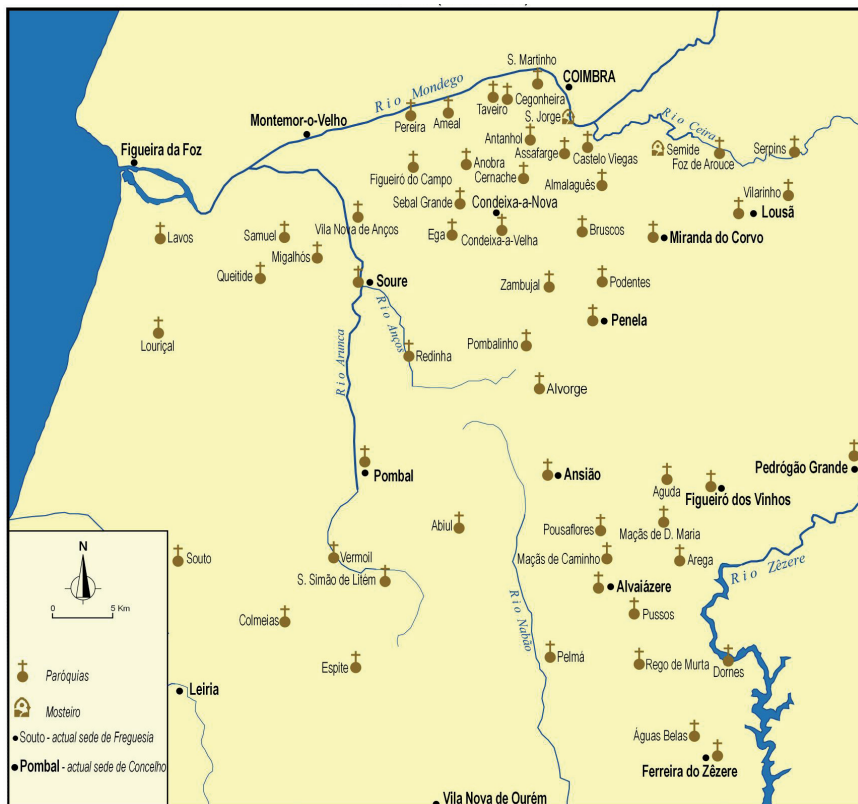 S. Martinho
COIMBRA
Rio Mondego
Taveiro
Cegonheira
S. Jorge
Rio Ceira
Montemor-o-Velho
Pereira
Ameal
Antanhol
Assafarge
Castelo Viegas
Semide
Foz de Arouce
Serpins
Figueira da Foz
Anobra
Figueiró do Campo
Cernache
Almalaguês
Vilarinho
Sebal Grande
Condeixa-a-Nova
Lousã
Vila Nova de Anços
Lavos
Samuel
Ega
Condeixa-a-Velha
Bruscos
Miranda do Corvo
Migalhós
Queitide
Soure
Zambujal
Podentes
Rio Anços
Penela
Louriçal
Rio Arunca
Redinha
Pombalinho
Alvorge
Pombal
Ansião
Aguda
Figueiró dos Vinhos
Pedrógão Grande
Abiul
Pousaflores
Maçãs de D. Maria
Souto
Vermoil
Maçãs de Caminho
Arega
Rio Zêzere
S. Simão de Litém
Alvaiázere
Rio Nabão
Colmeias
Pussos
Espite
Pelmá
Rego de Murta
Dornes
Leiria
Águas Belas
Ferreira do Zêzere
Vila Nova de Ourém
N
0 5 Km
Paróquias
Mosteiro
Souto - actual sede de Freguesia
Pombal - actual sede de Concelho